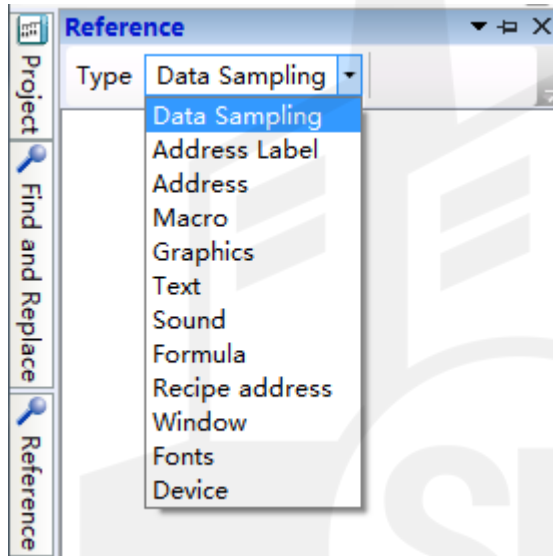 Reference
Type Data Sampling
Data Sampling
Address Label
Address
Macro
Graphics
Text
Sound
Formula
Recipe address
Window
Fonts
Device
Project
Find and Replace
Reference